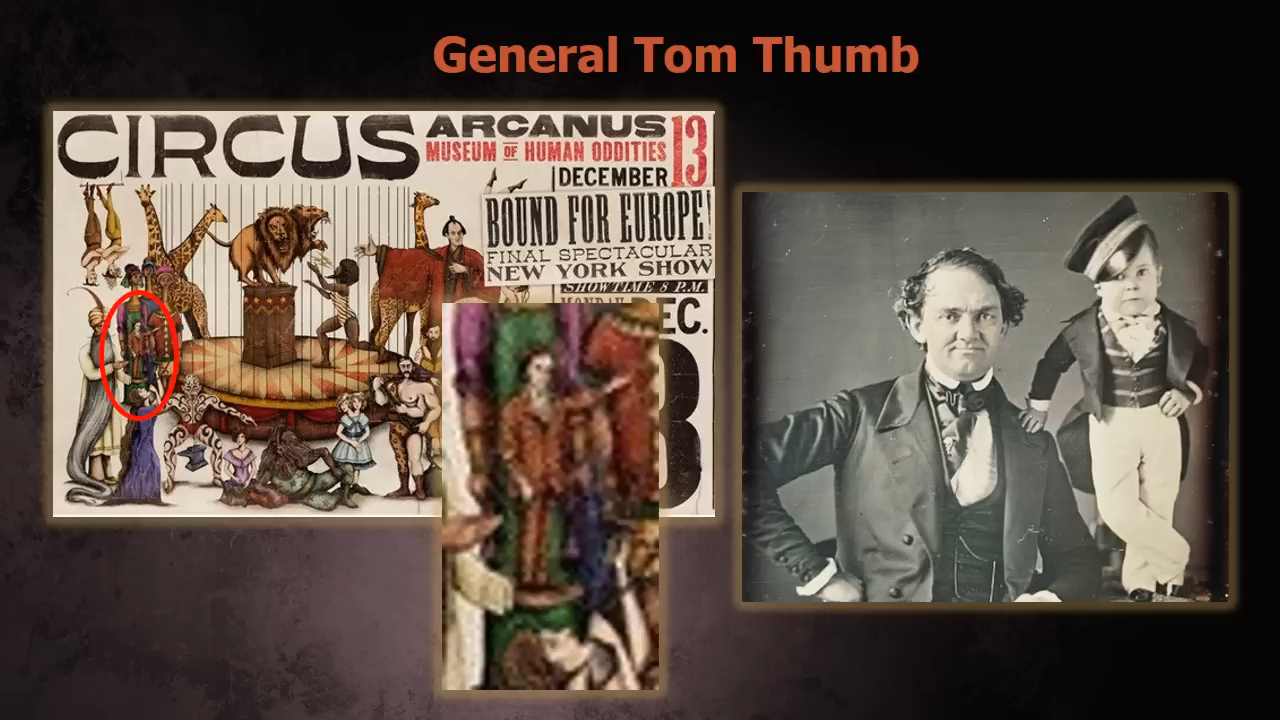 General Tom Thumb
CIRCUS
ARCANUS
MUSEUM OF HUMAN ODDITIES
DECEMBER 13
BOUND FOR EUROPE!
FINAL SPECTACULAR
NEW YORK SHOW
SHOWTIME 8 P.M.
EC.